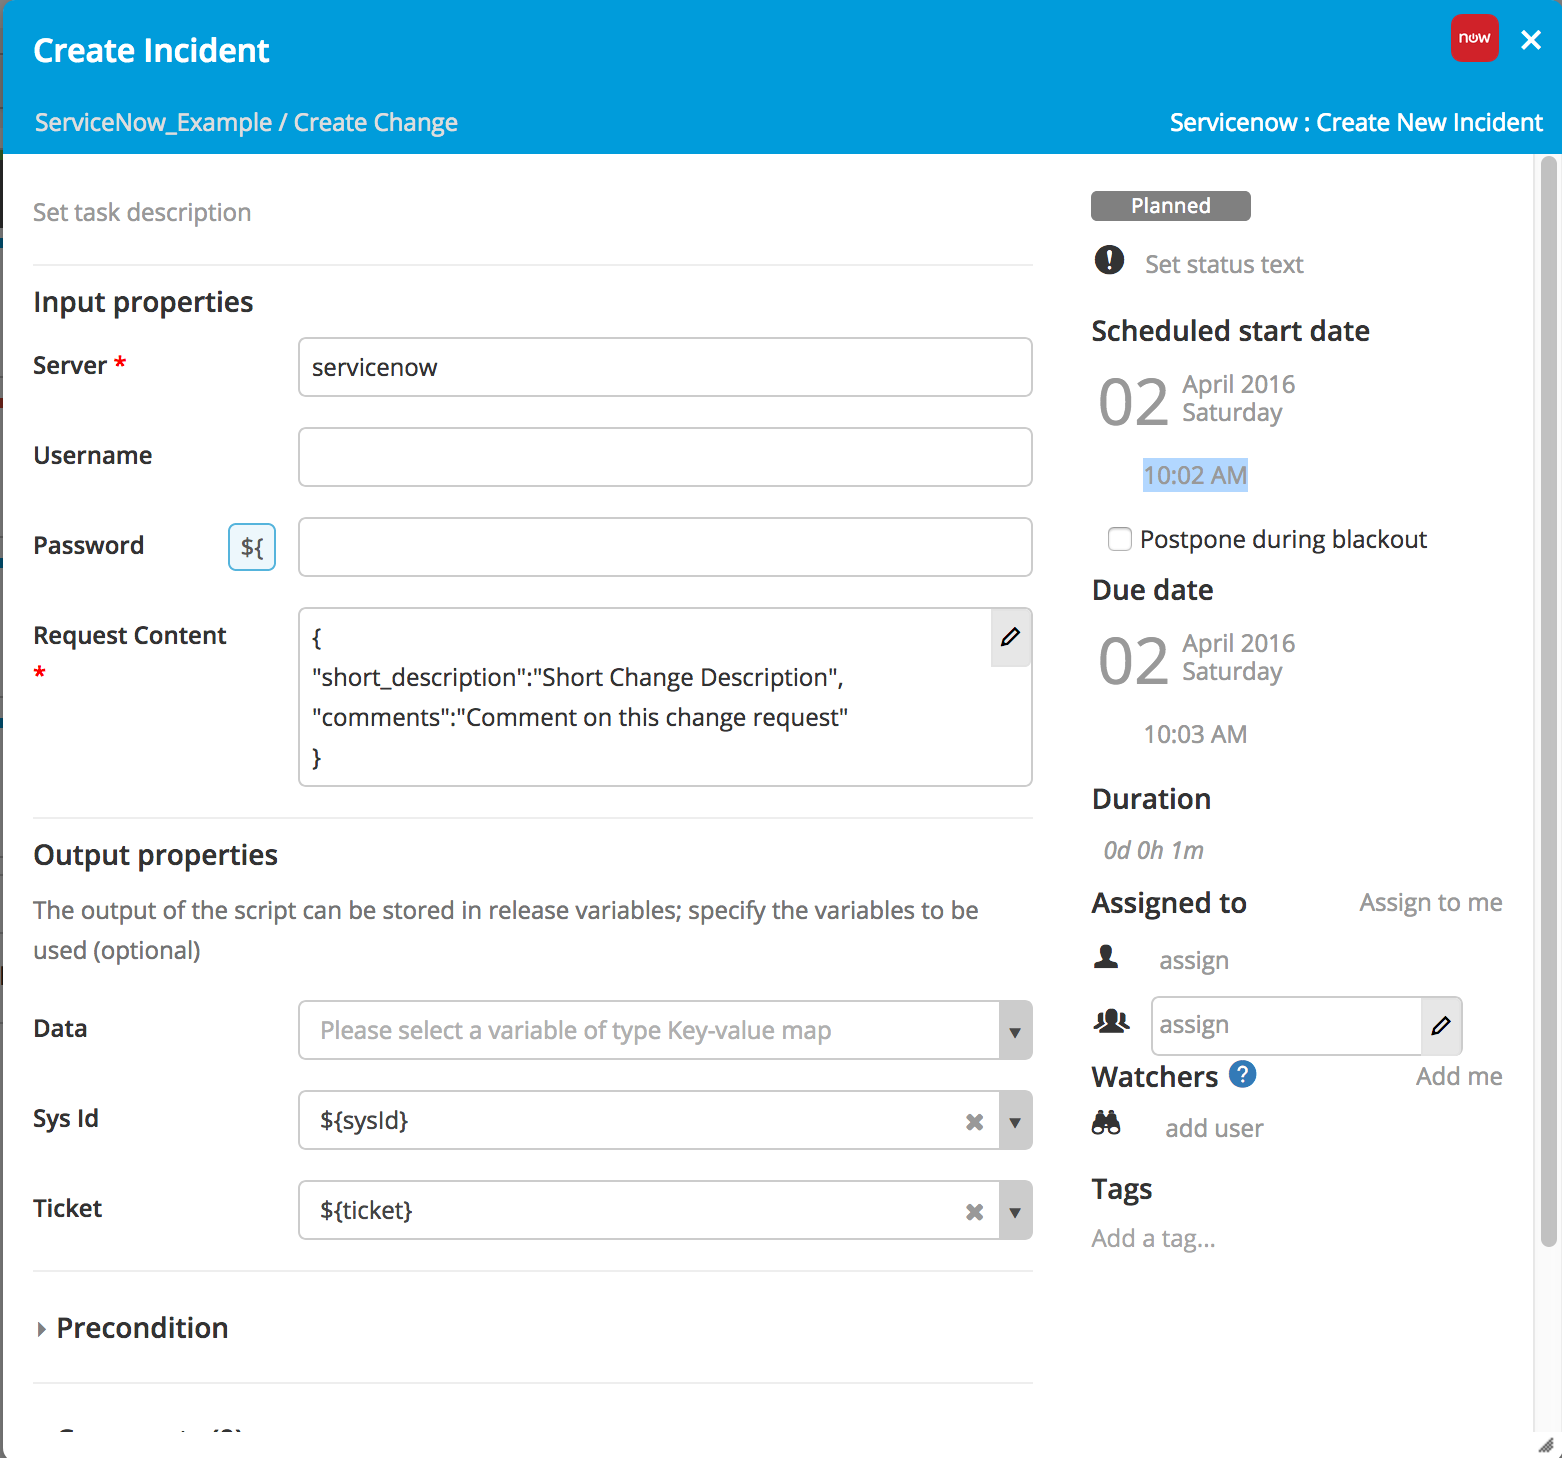 Create Incident
now
ServiceNow_Example / Create Change
Servicenow : Create New Incident
Set task description
Input properties
Server *
servicenow
Username
Password
${
Request Content
*
{
"short_description":"Short Change Description",
"comments":"Comment on this change request"
}
Output properties
The output of the script can be stored in release variables; specify the variables to be
used (optional)
Data
Please select a variable of type Key-value map
Sys Id
${sysId}
Ticket
${ticket}
Precondition
Planned
Set status text
Scheduled start date
02
April 2016
Saturday
10:02 AM
Postpone during blackout
Due date
02
April 2016
Saturday
10:03 AM
Duration
0d 0h 1m
Assigned to
Assign to me
assign
assign
Watchers ?
Add me
add user
Tags
Add a tag...